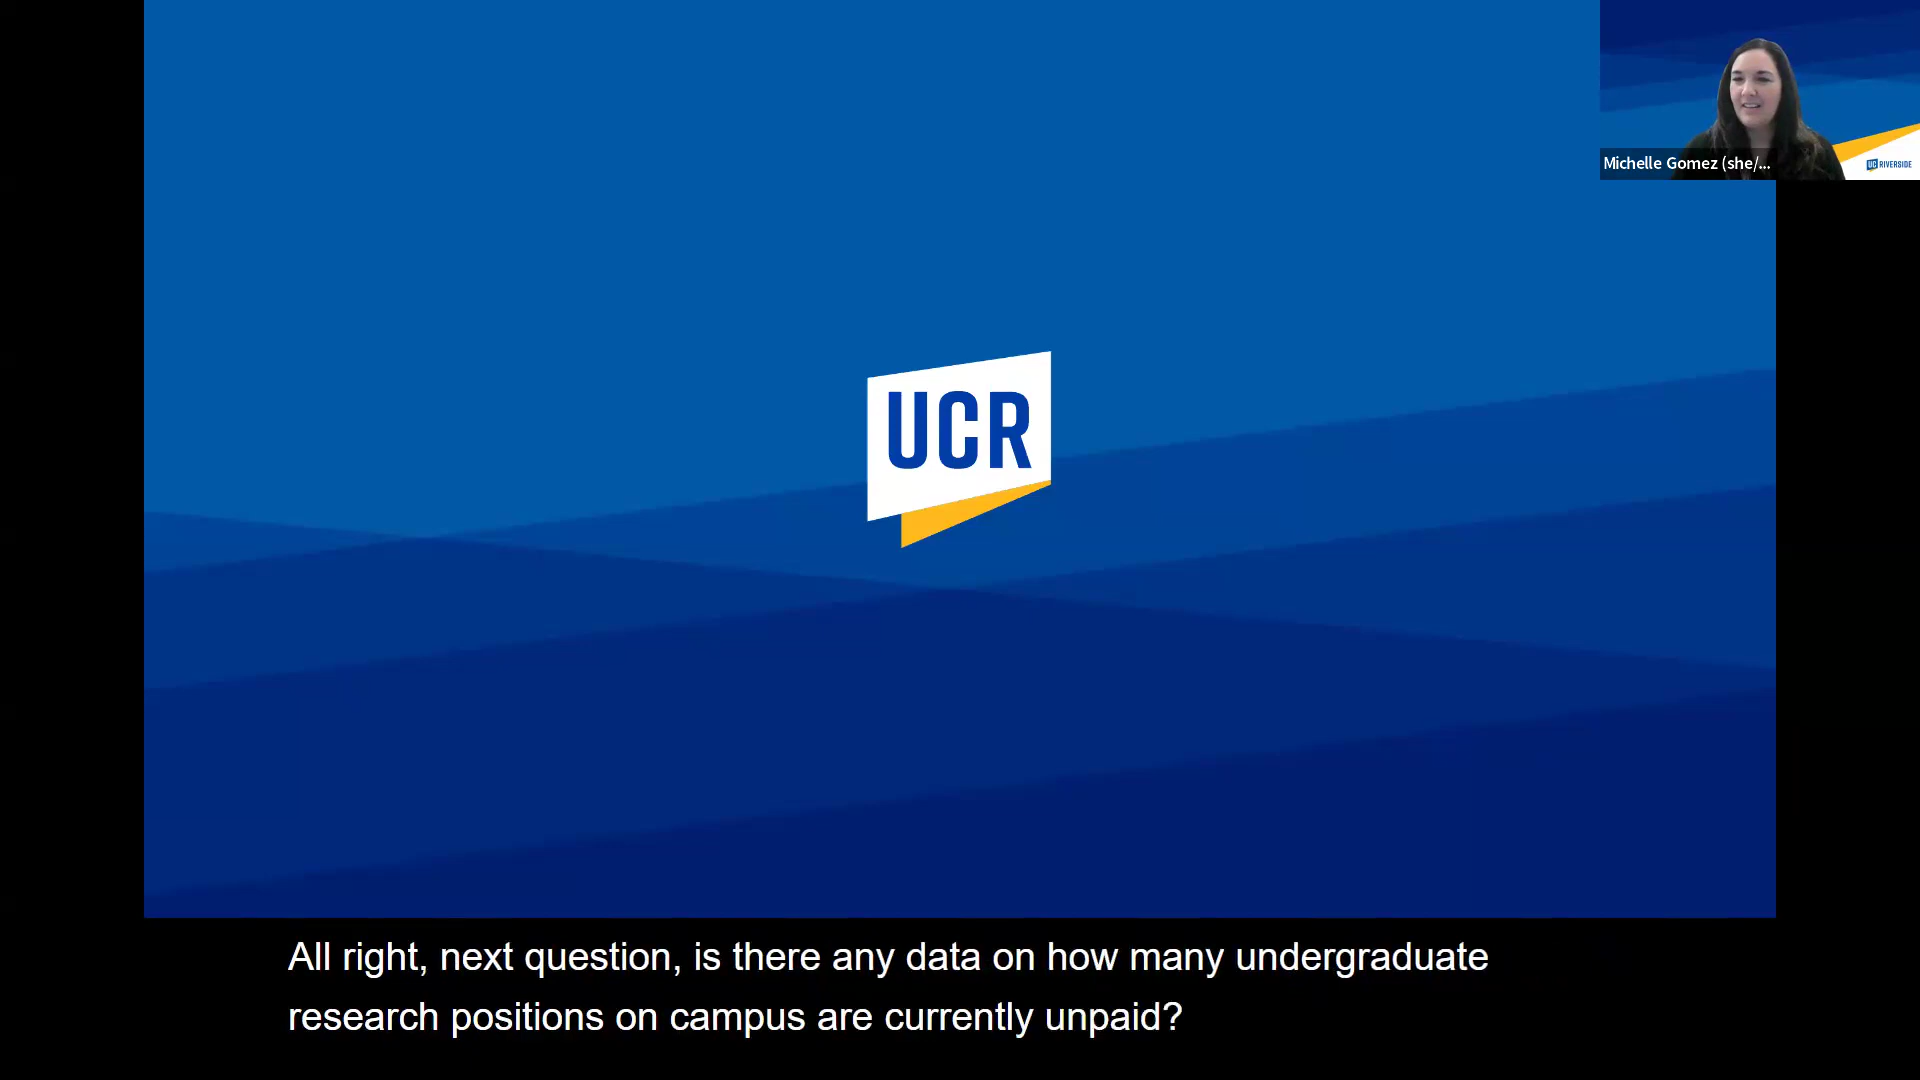 Michelle Gomez (she/...
UC RIVERSIDE
UCR
All right, next question, is there any data on how many undergraduate
research positions on campus are currently unpaid?